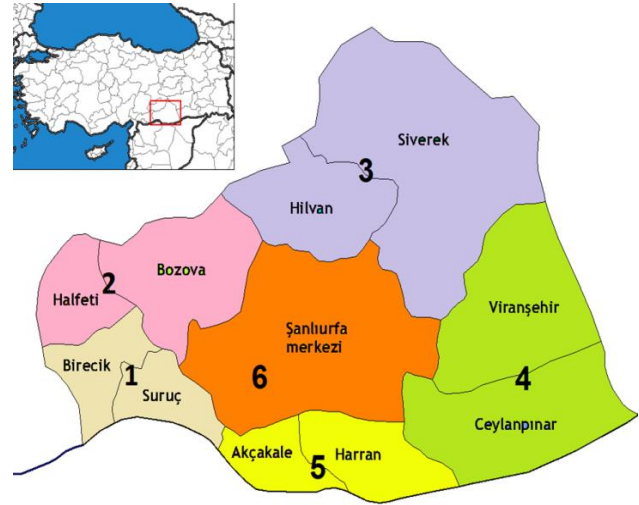 Siverek
3
Hilvan
Bozova
Viranşehir
2
Halfeti
Şanlıurfa
merkezi
Birecik
1
Suruç
6
4
Ceylanpınar
Akçakale
Harran
5